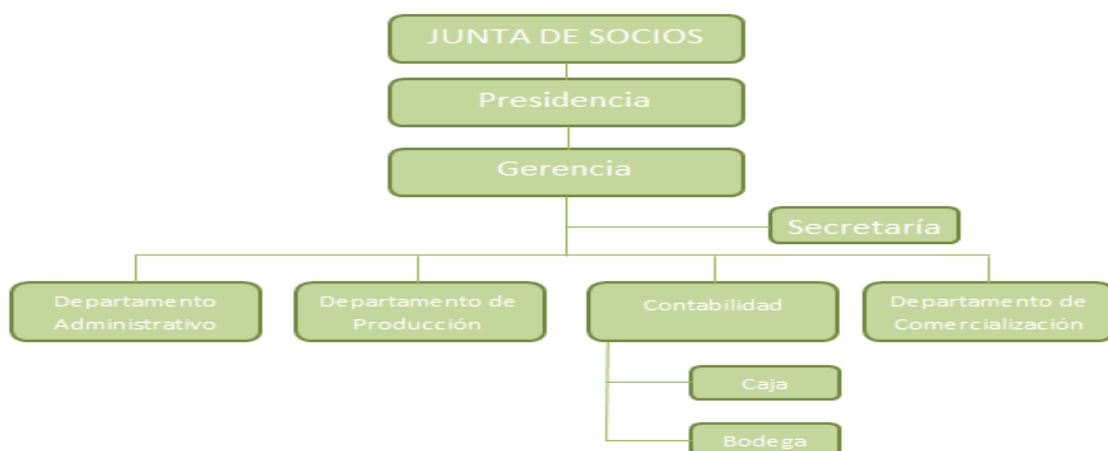 JUNTA DE SOCIOS
Presidencia
Gerencia
Secretaría
Departamento
Administrativo
Departamento de
Producción
Contabilidad
Departamento de
Comercialización
Caja
Bodega